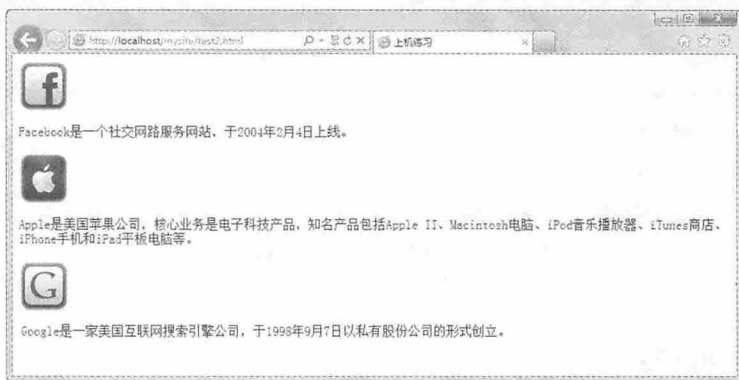 http://localhost/mysite/test2.html
上机练习
f
Facebook是一个社交网路服务网站，于2004年2月4日上线。
Apple是美国苹果公司，核心业务是电子科技产品，知名产品包括Apple II、Macintosh电脑、iPod音乐播放器、iTunes商店、
iPhone手机和iPad平板电脑等。
G
Google是一家美国互联网搜索引擎公司，于1998年9月7日以私有股份公司的形式创立。